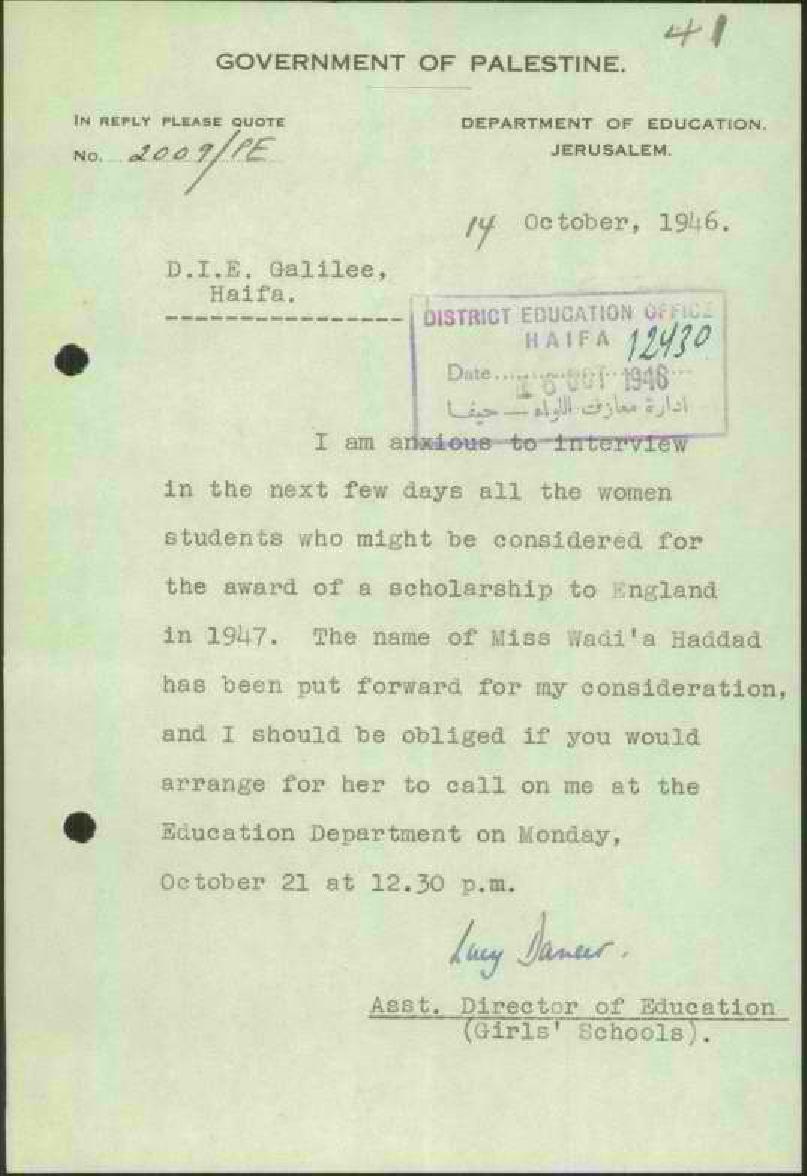 41
GOVERNMENT OF PALESTINE.
IN REPLY PLEASE QUOTE
No. 2009/PE
DEPARTMENT OF EDUCATION.
JERUSALEM.
14 October, 1946.
D.I.E. Galilee,
Haifa.
DISTRICT EDUCATION OFFICE
HAIFA 12430
Date 16 OCT 1946
ادارة معارف اللواء — حيفا
I am anxious to interview
in the next few days all the women
students who might be considered for
the award of a scholarship to England
in 1947. The name of Miss Wadi'a Haddad
has been put forward for my consideration,
and I should be obliged if you would
arrange for her to call on me at the
Education Department on Monday,
October 21 at 12.30 p.m.
Lucy
Asst. Director of Education
(Girls' Schools).